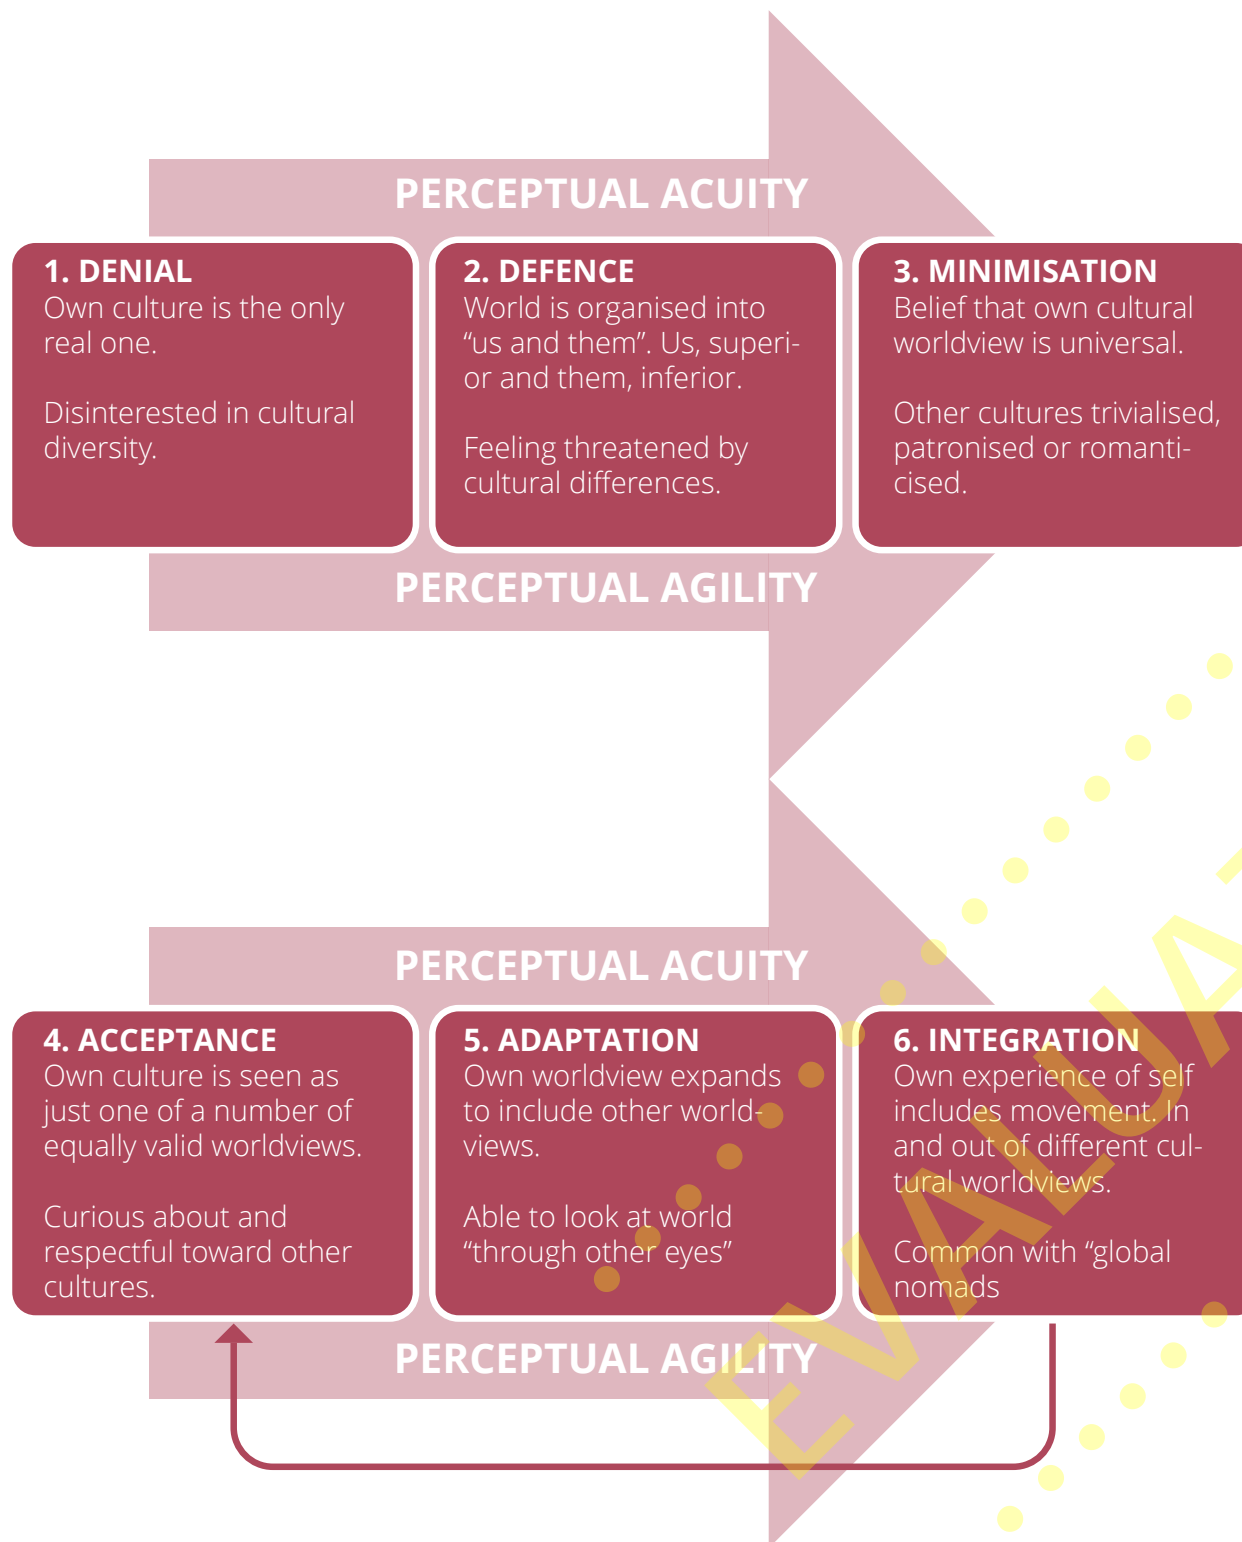 PERCEPTUAL ACUITY
1. DENIAL
Own culture is the only
real one.
Disinterested in cultural
diversity.
2. DEFENCE
World is organised into
“us and them”. Us, superi-
or and them, inferior.
Feeling threatened by
cultural differences.
3. MINIMISATION
Belief that own cultural
worldview is universal.
Other cultures trivialised,
patronised or romanti-
cised.
PERCEPTUAL AGILITY
PERCEPTUAL ACUITY
4. ACCEPTANCE
Own culture is seen as
just one of a number of
equally valid worldviews.
Curious about and
respectful toward other
cultures.
5. ADAPTATION
Own worldview expands
to include other world-
views.
Able to look at world
“through other eyes”
6. INTEGRATION
Own experience of self
includes movement. In
and out of different cul-
tural worldviews.
Common with “global
nomads
PERCEPTUAL AGILITY
EVALUA